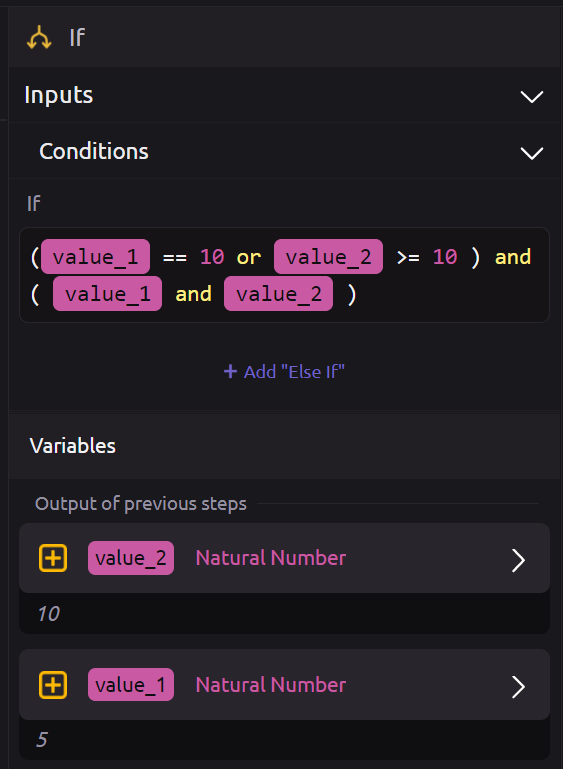 If
Inputs
Conditions
If
(value_1 == 10 or value_2 >= 10 ) and
( value_1 and value_2 )
+ Add "Else If"
Variables
Output of previous steps
value_2 Natural Number
10
value_1 Natural Number
5